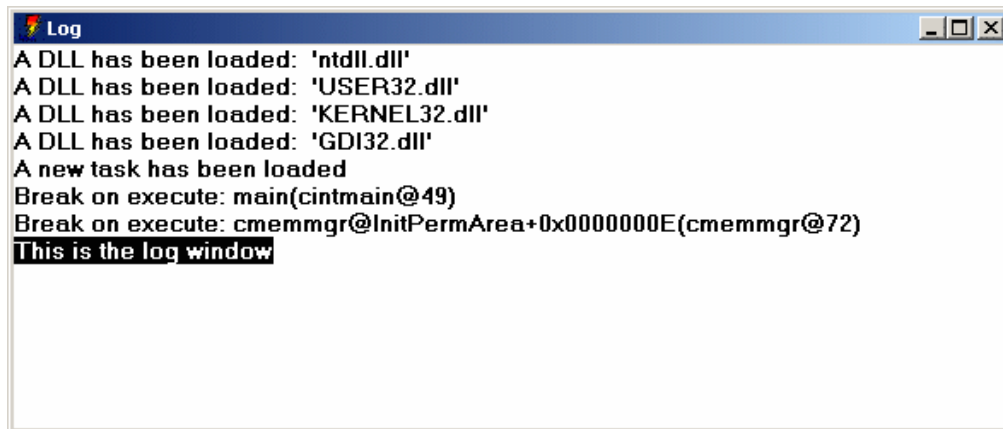 Log
A DLL has been loaded:  'ntdll.dll'
A DLL has been loaded:  'USER32.dll'
A DLL has been loaded:  'KERNEL32.dll'
A DLL has been loaded:  'GDI32.dll'
A new task has been loaded
Break on execute: main(cintmain@49)
Break on execute: cmemmgr@InitPermArea+0x0000000E(cmemmgr@72)
This is the log window